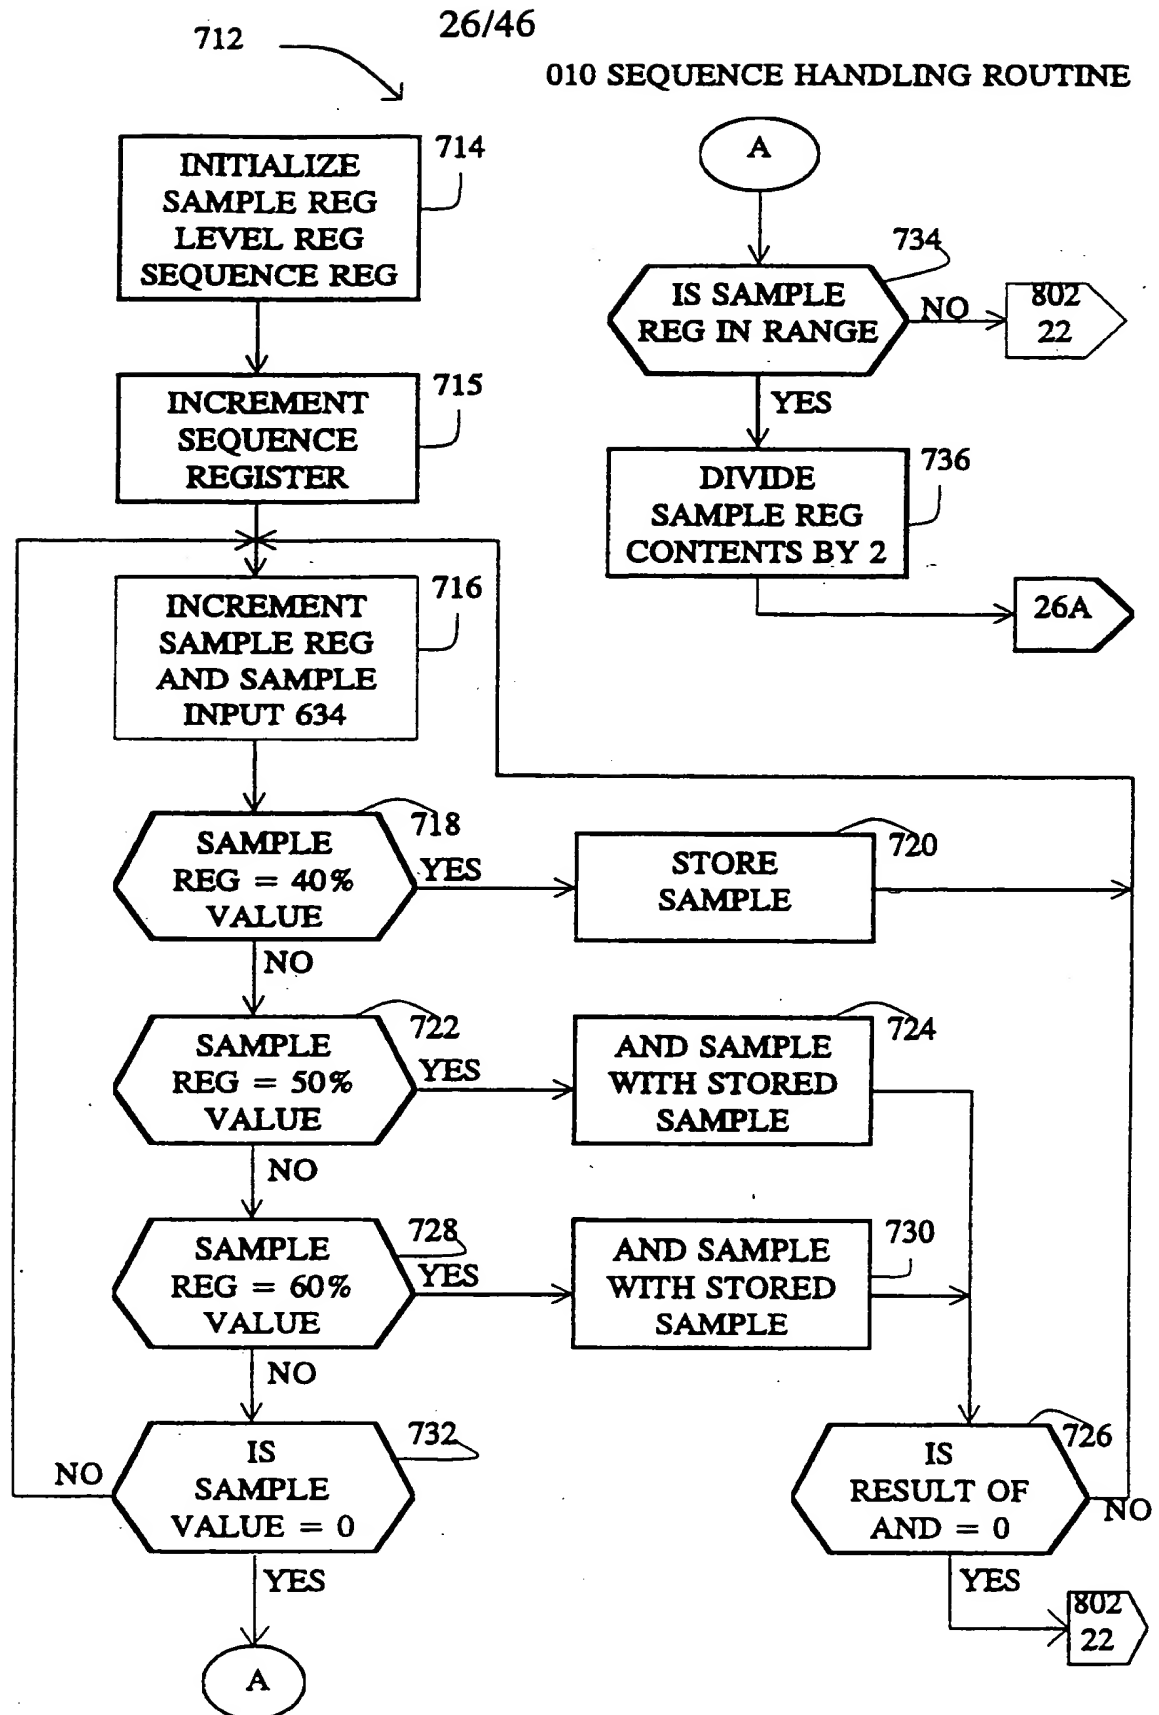 26/46
712
010 SEQUENCE HANDLING ROUTINE
714
INITIALIZE
SAMPLE REG
LEVEL REG
SEQUENCE REG
715
INCREMENT
SEQUENCE
REGISTER
716
INCREMENT
SAMPLE REG
AND SAMPLE
INPUT 634
718
SAMPLE
REG = 40%
VALUE
YES
NO
720
STORE
SAMPLE
722
SAMPLE
REG = 50%
VALUE
YES
NO
724
AND SAMPLE
WITH STORED
SAMPLE
728
SAMPLE
REG = 60%
VALUE
YES
NO
730
AND SAMPLE
WITH STORED
SAMPLE
732
IS
SAMPLE
VALUE = 0
NO
YES
A
726
IS
RESULT OF
AND = 0
NO
YES
802
22
A
734
IS SAMPLE
REG IN RANGE
NO
802
22
YES
736
DIVIDE
SAMPLE REG
CONTENTS BY 2
26A